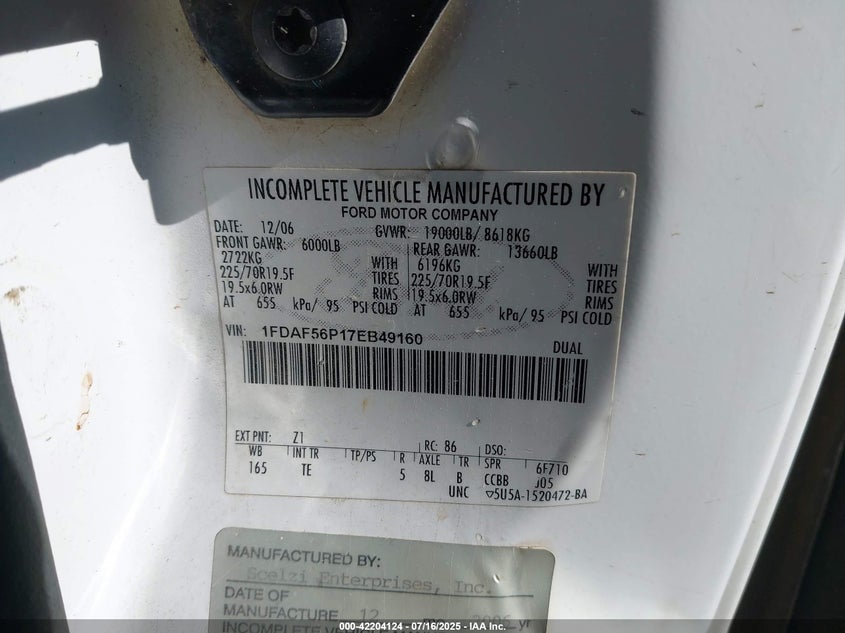 INCOMPLETE VEHICLE MANUFACTURED BY
FORD MOTOR COMPANY
DATE: 12/06 GVWR: 19000LB/ 8618KG
FRONT GAWR: 6000LB REAR GAWR: 13660LB
2722KG WITH 6196KG WITH
225/70R19.5F TIRES 225/70R19.5F TIRES
19.5x6.0RW RIMS 19.5x6.0RW RIMS
AT 655 kPa/ 95 PSI COLD AT 655 kPa/ 95 PSI COLD
VIN: 1FDAF56P17EB49160
DUAL
EXT PNT: Z1 RC: 86 DSO:
WB INT TR TP/PS R AXLE TR SPR 6F710
165 TE 5 8L B CCBB J05
UNC ▽5U5A-1520472-BA
MANUFACTURED BY:
Scelzi Enterprises, Inc.
DATE OF
MANUFACTURE 12 2006 yr
INCOMPLETE
000-42204124 | 07/16/2025 - IAA Inc.